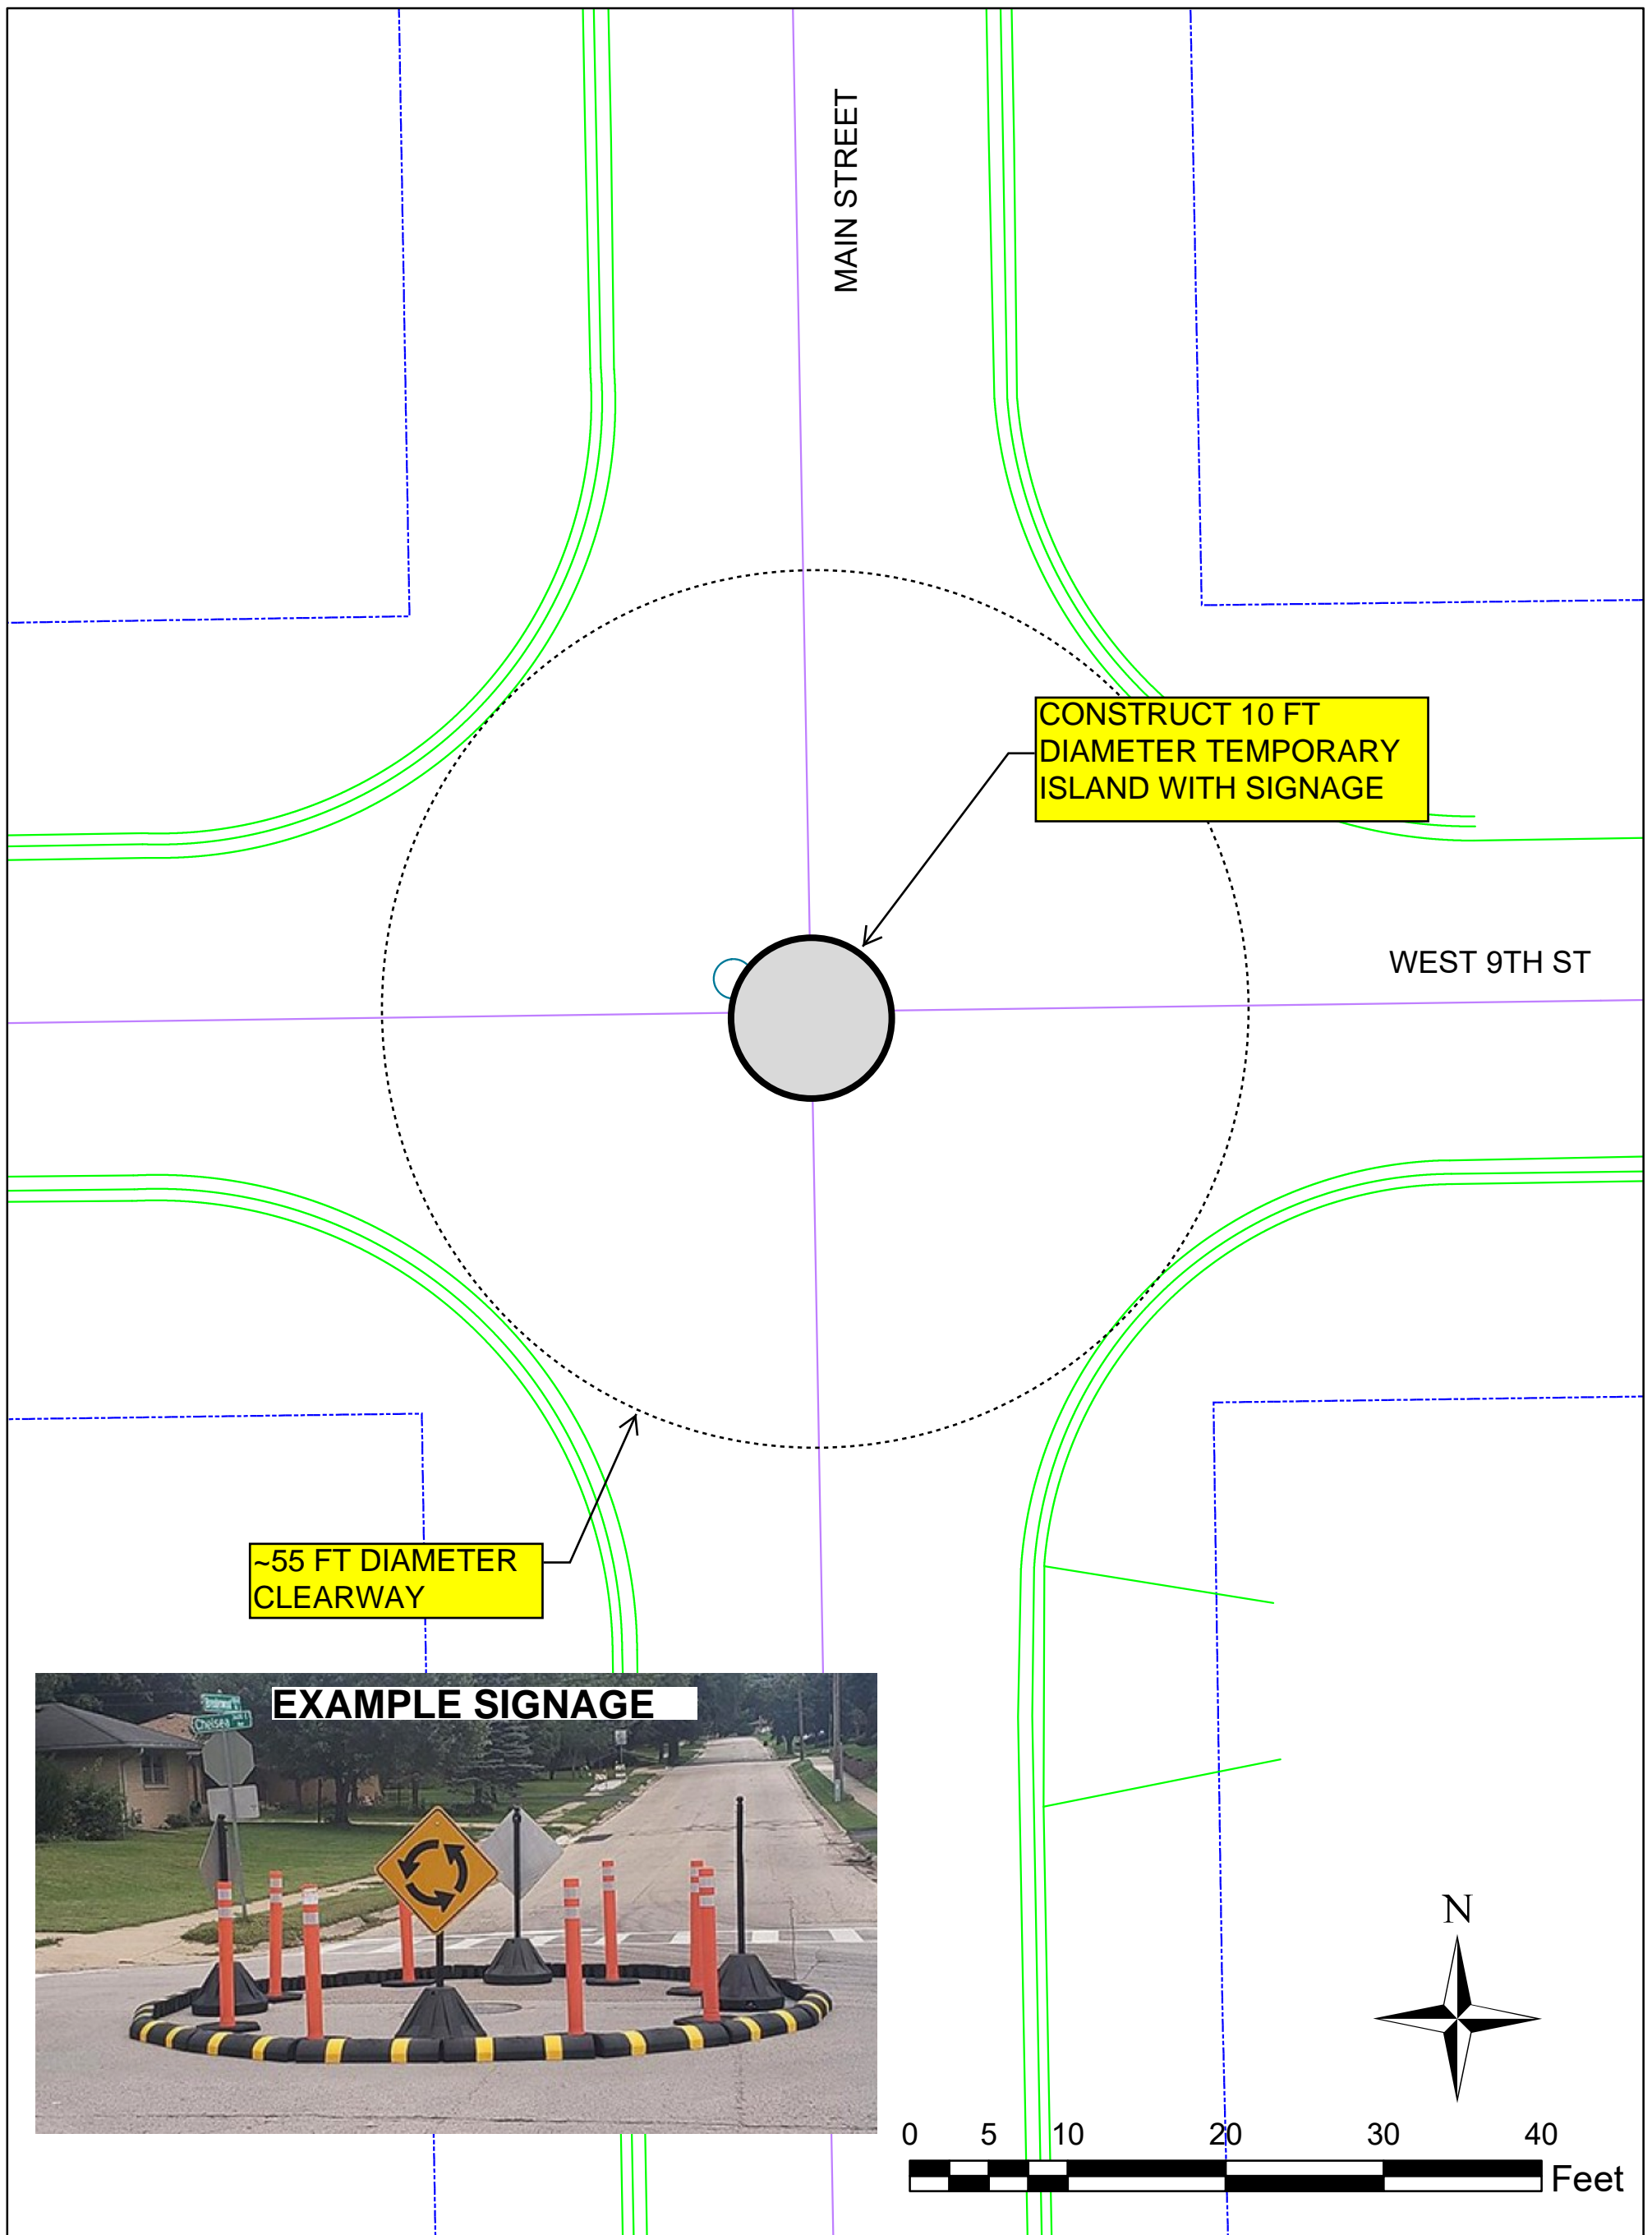 MAIN STREET
CONSTRUCT 10 FT
DIAMETER TEMPORARY
ISLAND WITH SIGNAGE
WEST 9TH ST
~55 FT DIAMETER
CLEARWAY
EXAMPLE SIGNAGE
Chelsea
N
0 5 10 20 30 40
Feet